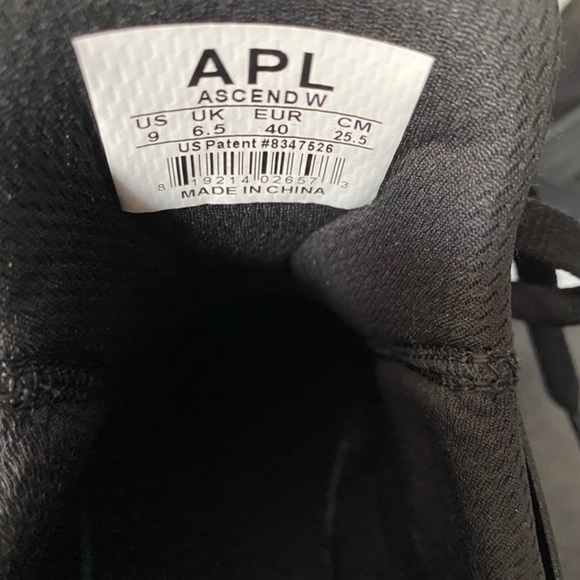 APL
ASCEND W
US UK EUR CM
9 6.5 40 25.5
US Patent #8347526
8 19214 02657 3
MADE IN CHINA